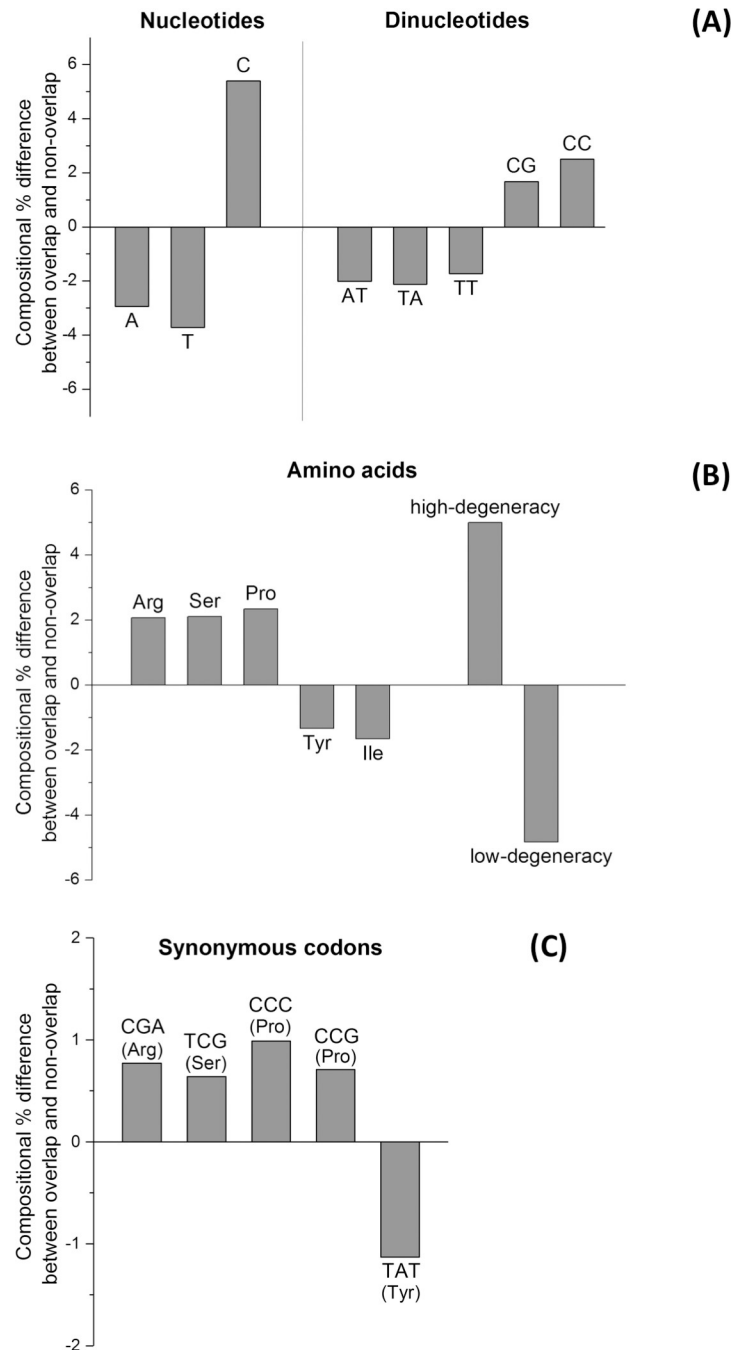 Nucleotides
Dinucleotides
(A)
Compositional % difference
between overlap and non-overlap
6
4
2
0
-2
-4
-6
C
CG
CC
A
T
AT
TA
TT
Amino acids
(B)
Compositional % difference
between overlap and non-overlap
6
4
2
0
-2
-4
-6
high-degeneracy
Arg
Ser
Pro
Tyr
Ile
low-degeneracy
Synonymous codons
(C)
Compositional % difference
between overlap and non-overlap
2
1
0
-1
-2
CGA
(Arg)
TCG
(Ser)
CCC
(Pro)
CCG
(Pro)
TAT
(Tyr)